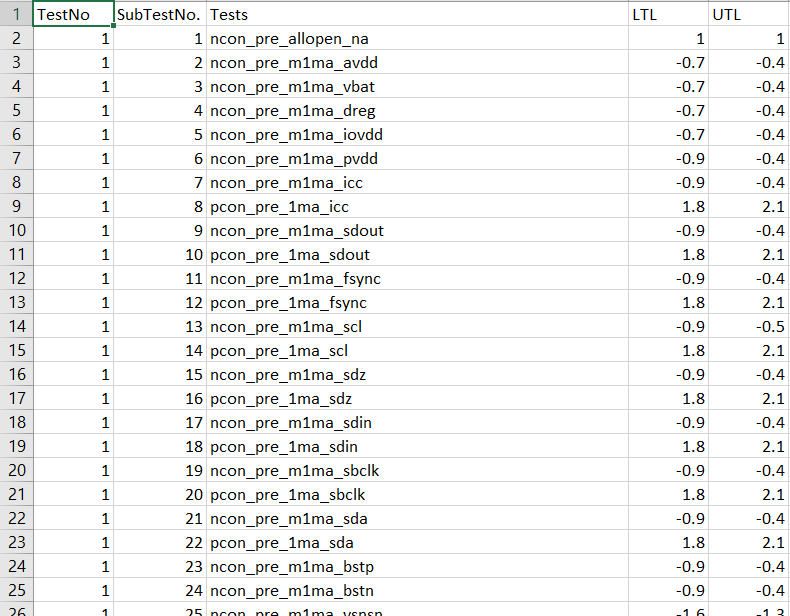 1 TestNo SubTestNo. Tests LTL UTL
2 1 1 ncon_pre_allopen_na 1 1
3 1 2 ncon_pre_m1ma_avdd -0.7 -0.4
4 1 3 ncon_pre_m1ma_vbat -0.7 -0.4
5 1 4 ncon_pre_m1ma_dreg -0.7 -0.4
6 1 5 ncon_pre_m1ma_iovdd -0.7 -0.4
7 1 6 ncon_pre_m1ma_pvdd -0.9 -0.4
8 1 7 ncon_pre_m1ma_icc -0.9 -0.4
9 1 8 pcon_pre_1ma_icc 1.8 2.1
10 1 9 ncon_pre_m1ma_sdout -0.9 -0.4
11 1 10 pcon_pre_1ma_sdout 1.8 2.1
12 1 11 ncon_pre_m1ma_fsync -0.9 -0.4
13 1 12 pcon_pre_1ma_fsync 1.8 2.1
14 1 13 ncon_pre_m1ma_scl -0.9 -0.5
15 1 14 pcon_pre_1ma_scl 1.8 2.1
16 1 15 ncon_pre_m1ma_sdz -0.9 -0.4
17 1 16 pcon_pre_1ma_sdz 1.8 2.1
18 1 17 ncon_pre_m1ma_sdin -0.9 -0.4
19 1 18 pcon_pre_1ma_sdin 1.8 2.1
20 1 19 ncon_pre_m1ma_sbclk -0.9 -0.4
21 1 20 pcon_pre_1ma_sbclk 1.8 2.1
22 1 21 ncon_pre_m1ma_sda -0.9 -0.4
23 1 22 pcon_pre_1ma_sda 1.8 2.1
24 1 23 ncon_pre_m1ma_bstp -0.9 -0.4
25 1 24 ncon_pre_m1ma_bstn -0.9 -0.4
26 1 25 ncon_pre_m1ma_vsnsn -1.6 -1.3